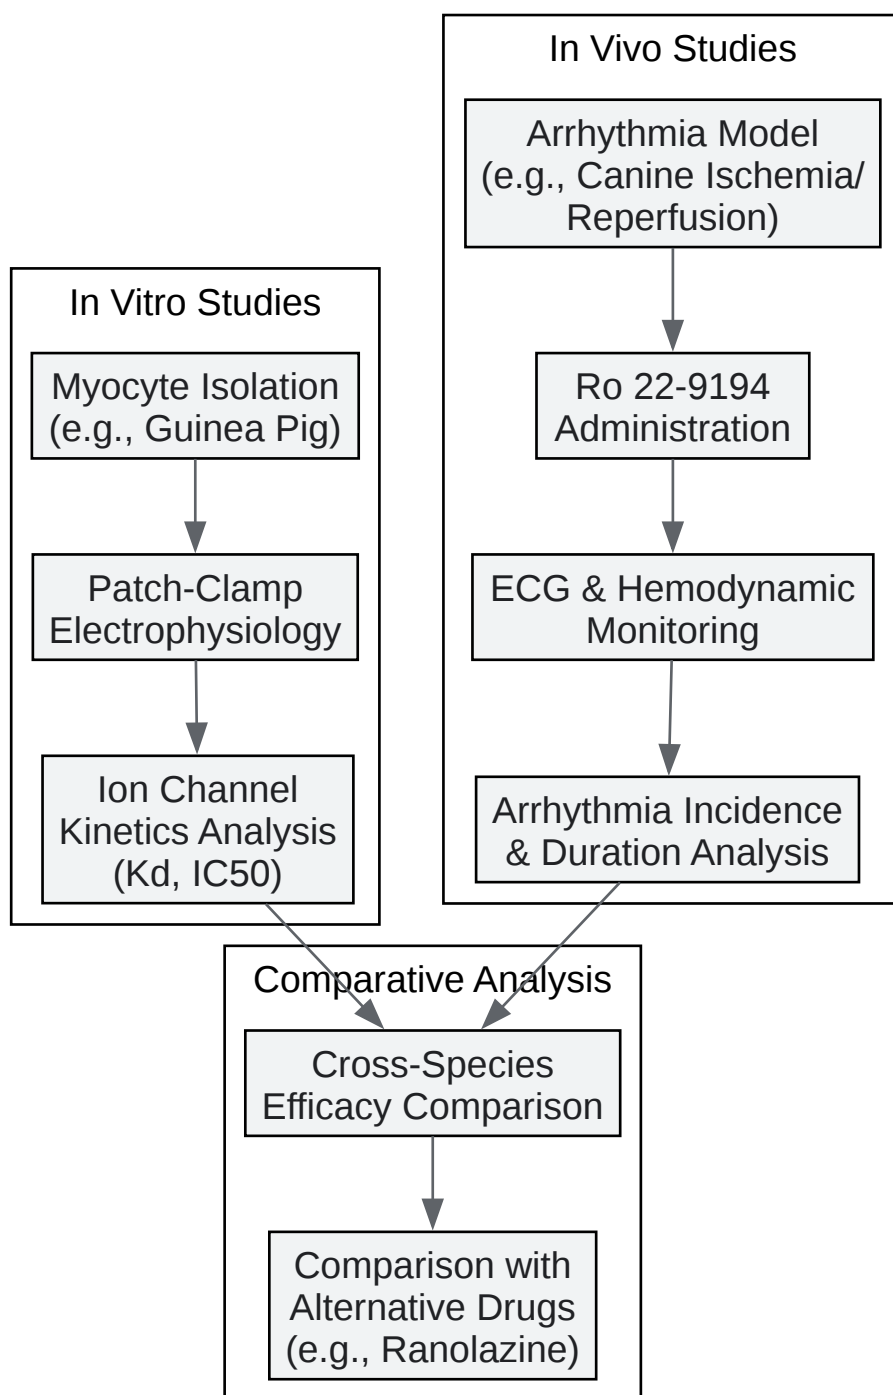 In Vivo Studies
Arrhythmia Model
(e.g., Canine Ischemia/
Reperfusion)
Ro 22-9194
Administration
ECG & Hemodynamic
Monitoring
Arrhythmia Incidence
& Duration Analysis
In Vitro Studies
Myocyte Isolation
(e.g., Guinea Pig)
Patch-Clamp
Electrophysiology
Ion Channel
Kinetics Analysis
(Kd, IC50)
Comparative Analysis
Cross-Species
Efficacy Comparison
Comparison with
Alternative Drugs
(e.g., Ranolazine)